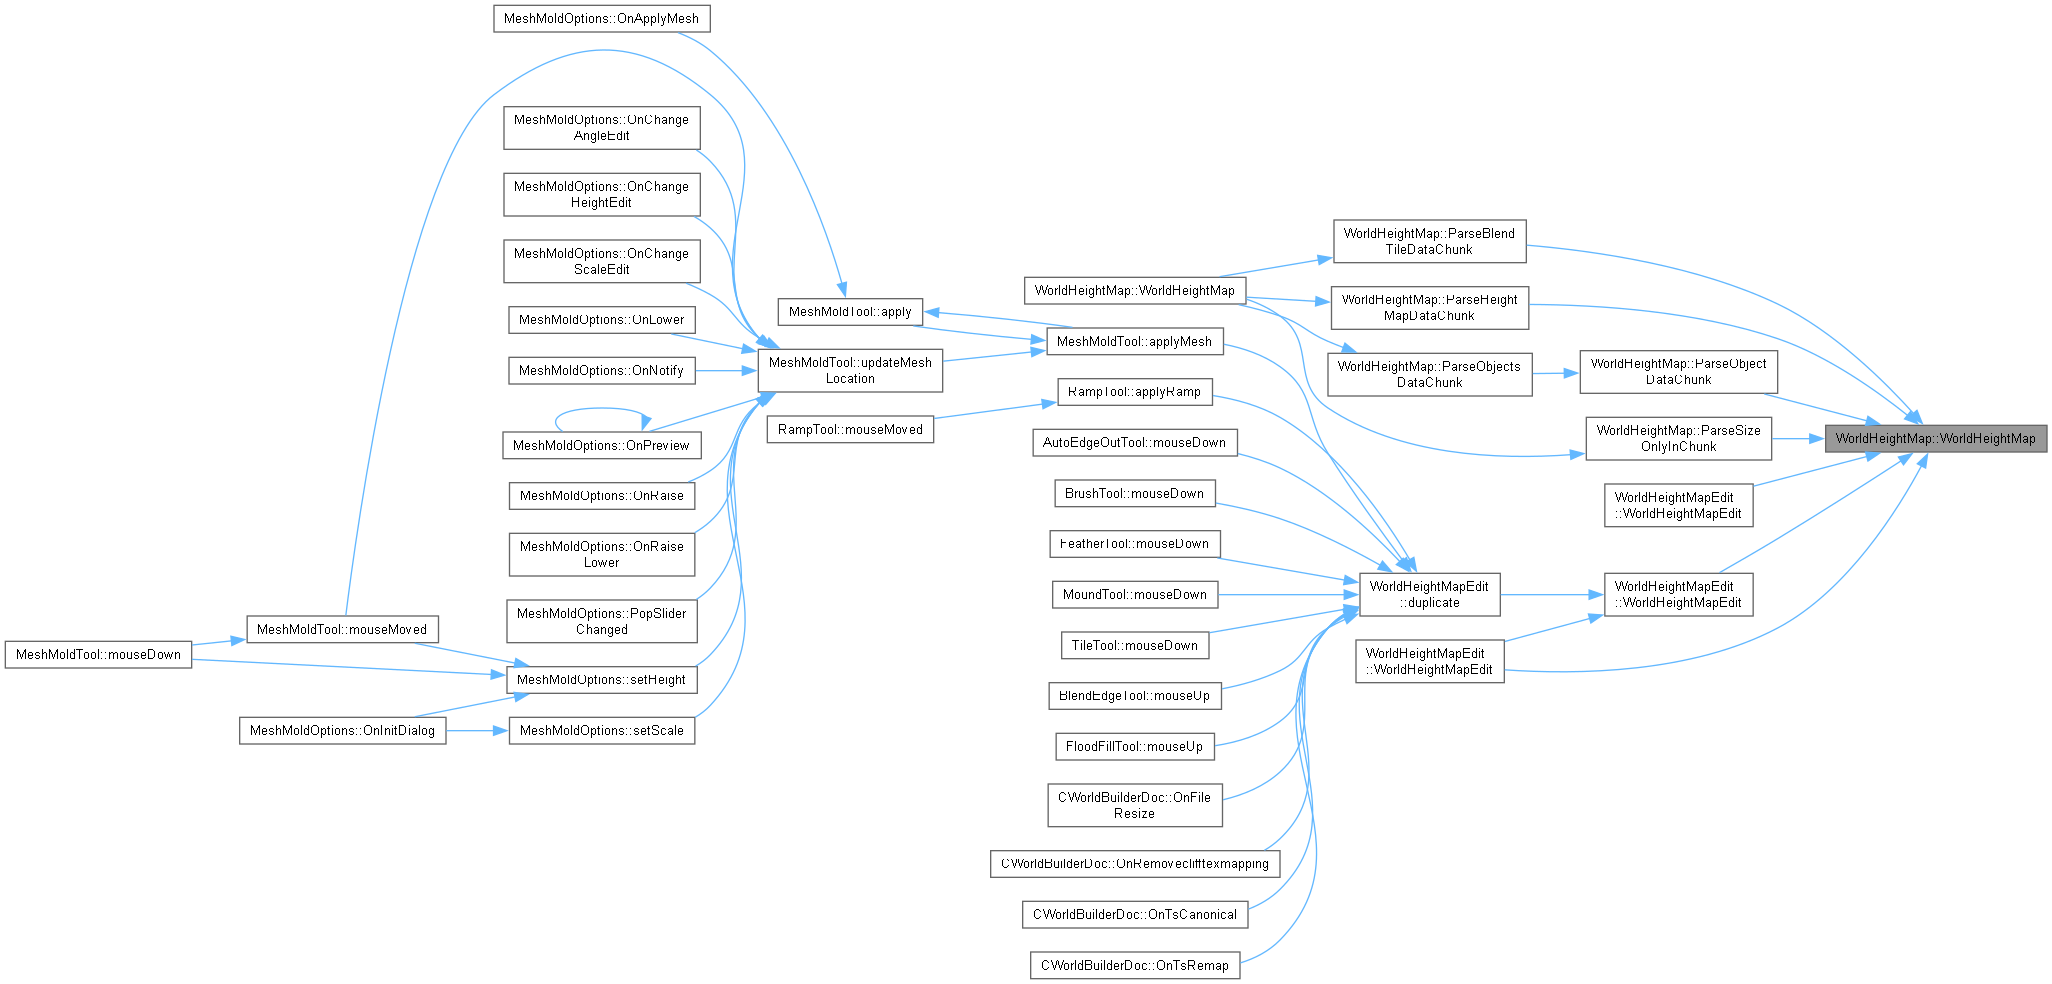 MeshMoldOptions::OnApplyMesh
MeshMoldOptions::OnChange
AngleEdit
MeshMoldOptions::OnChange
HeightEdit
MeshMoldOptions::OnChange
ScaleEdit
MeshMoldOptions::OnLower
MeshMoldOptions::OnNotify
MeshMoldOptions::OnPreview
MeshMoldOptions::OnRaise
MeshMoldOptions::OnRaise
Lower
MeshMoldOptions::PopSlider
Changed
MeshMoldTool::mouseMoved
MeshMoldTool::mouseDown
MeshMoldOptions::setHeight
MeshMoldOptions::OnInitDialog
MeshMoldOptions::setScale
MeshMoldTool::apply
MeshMoldTool::updateMesh
Location
RampTool::mouseMoved
WorldHeightMap::WorldHeightMap
MeshMoldTool::applyMesh
RampTool::applyRamp
AutoEdgeOutTool::mouseDown
BrushTool::mouseDown
FeatherTool::mouseDown
MoundTool::mouseDown
TileTool::mouseDown
BlendEdgeTool::mouseUp
FloodFillTool::mouseUp
CWorldBuilderDoc::OnFile
Resize
CWorldBuilderDoc::OnRemoveclifftexmapping
CWorldBuilderDoc::OnTsCanonical
CWorldBuilderDoc::OnTsRemap
WorldHeightMap::ParseBlend
TileDataChunk
WorldHeightMap::ParseHeight
MapDataChunk
WorldHeightMap::ParseObjects
DataChunk
WorldHeightMapEdit
::duplicate
WorldHeightMapEdit
::WorldHeightMapEdit
WorldHeightMap::ParseObject
DataChunk
WorldHeightMap::ParseSize
OnlyInChunk
WorldHeightMapEdit
::WorldHeightMapEdit
WorldHeightMapEdit
::WorldHeightMapEdit
WorldHeightMap::WorldHeightMap